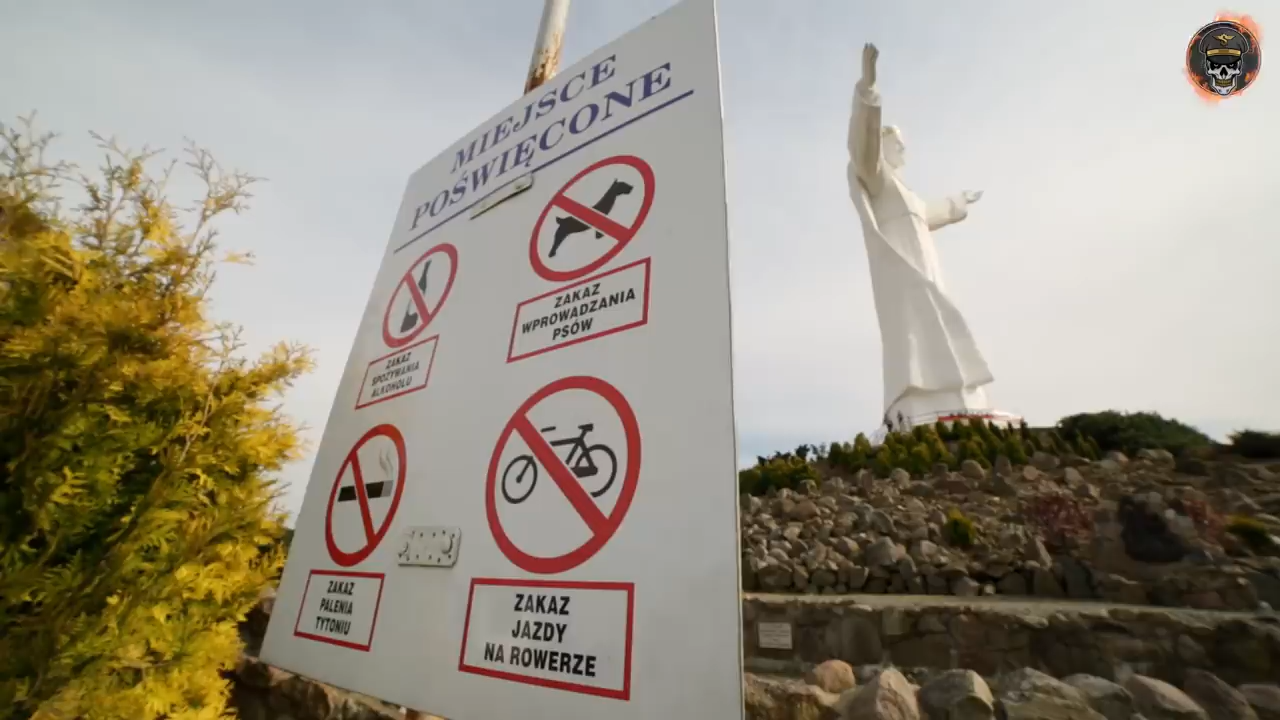 MIEJSCE
POŚWIĘCONE
ZAKAZ
SPOŻYWANIA
ALKOHOLU
ZAKAZ
WPROWADZANIA
PSÓW
ZAKAZ
PALENIA
TYTONIU
ZAKAZ
JAZDY
NA ROWERZE